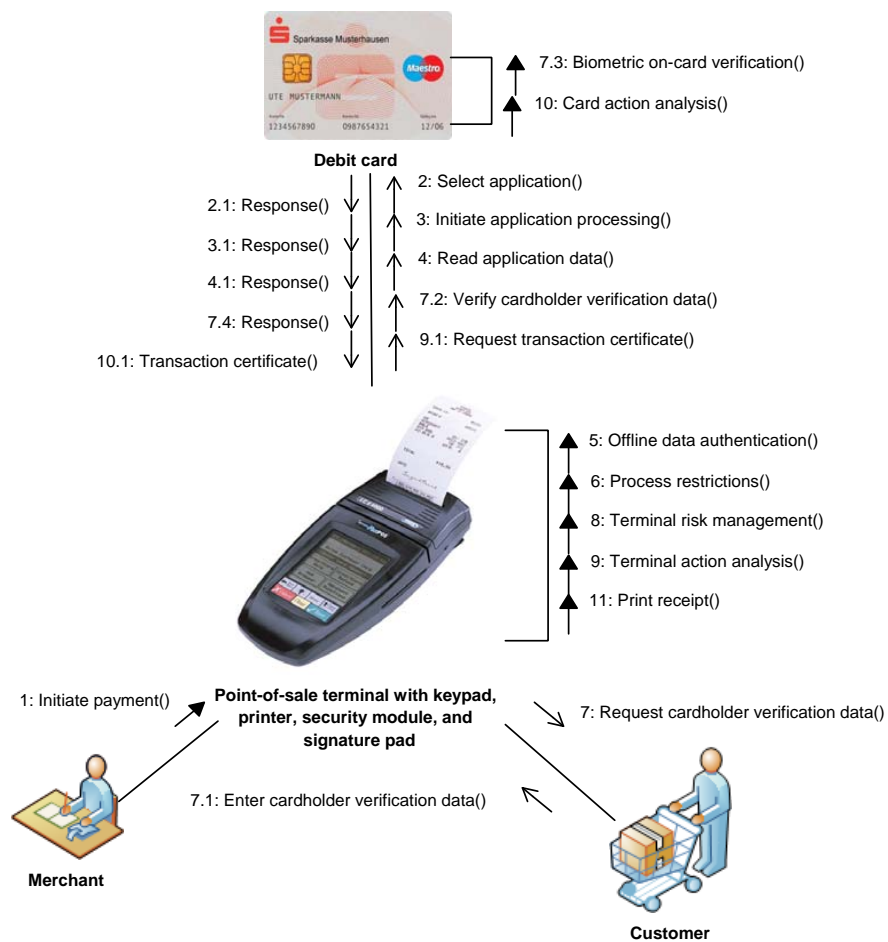 Sparkasse Musterhausen
Maestro
UTE MUSTERMANN
1234567890 0987654321 12/06
7.3: Biometric on-card verification()
10: Card action analysis()
Debit card
2: Select application()
2.1: Response()
3: Initiate application processing()
3.1: Response()
4: Read application data()
4.1: Response()
7.2: Verify cardholder verification data()
7.4: Response()
9.1: Request transaction certificate()
10.1: Transaction certificate()
5: Offline data authentication()
6: Process restrictions()
8: Terminal risk management()
9: Terminal action analysis()
11: Print receipt()
1: Initiate payment()
Point-of-sale terminal with keypad,
printer, security module, and
signature pad
7: Request cardholder verification data()
7.1: Enter cardholder verification data()
Merchant
Customer